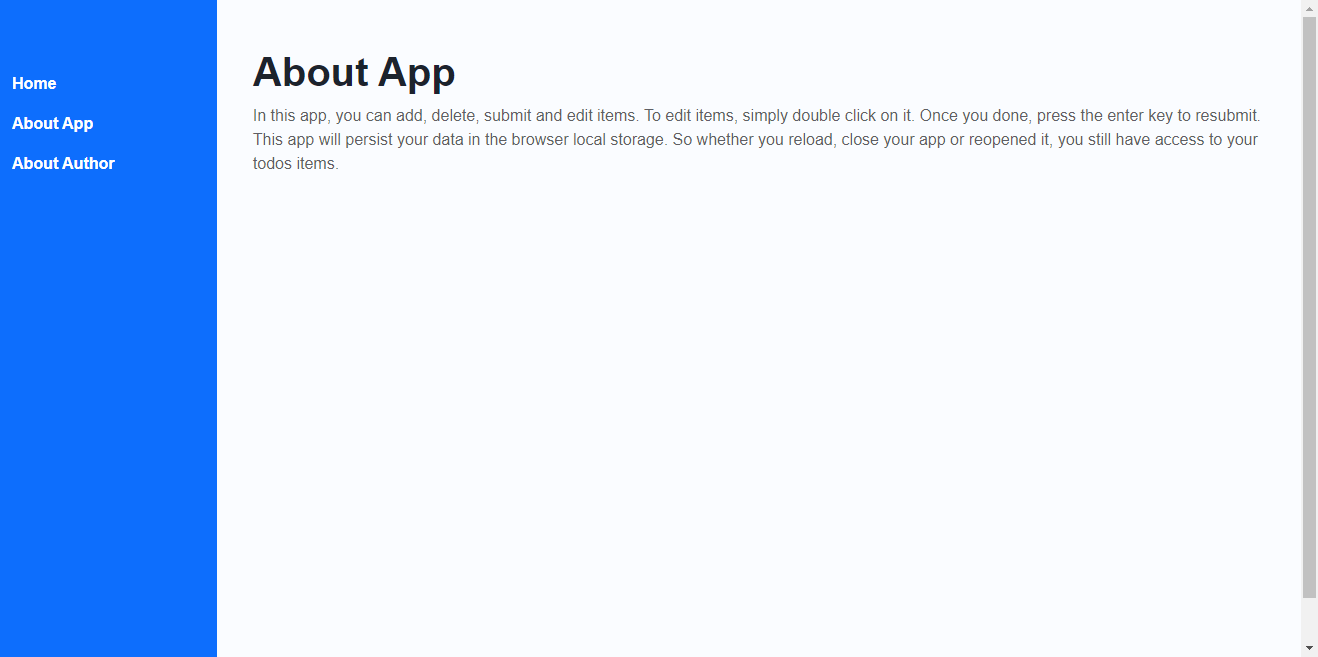 Home
About App
About Author
About App
In this app, you can add, delete, submit and edit items. To edit items, simply double click on it. Once you done, press the enter key to resubmit.
This app will persist your data in the browser local storage. So whether you reload, close your app or reopened it, you still have access to your
todos items.